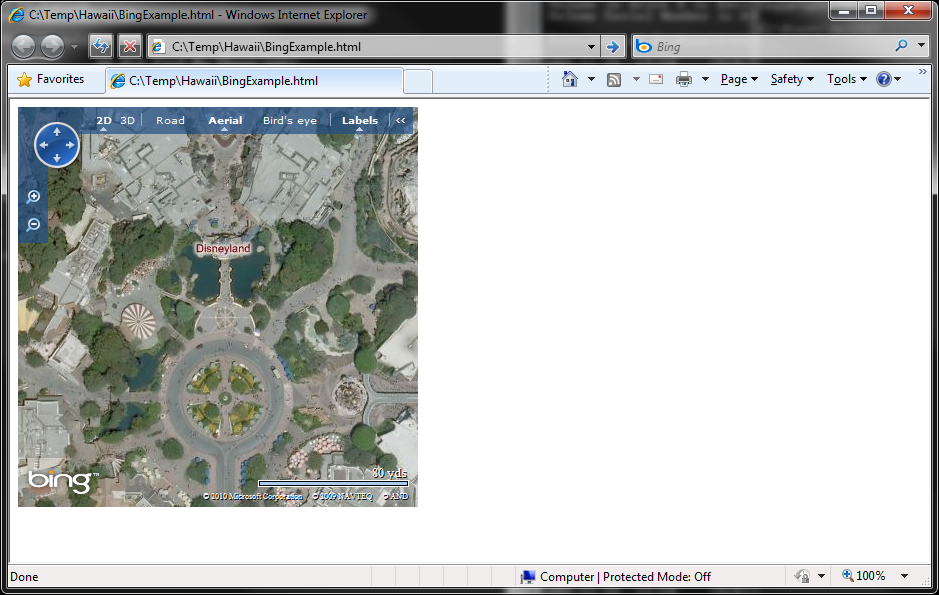 C:\Temp\Hawaii\BingExample.html - Windows Internet Explorer
C:\Temp\Hawaii\BingExample.html
Bing
Favorites
C:\Temp\Hawaii\BingExample.html
Page Safety Tools
2D 3D Road Aerial Bird's eye Labels <<
Disneyland
80 yds
bing™
© 2010 Microsoft Corporation © 2009 NAVTEQ © AND
Done
Computer | Protected Mode: Off
100%